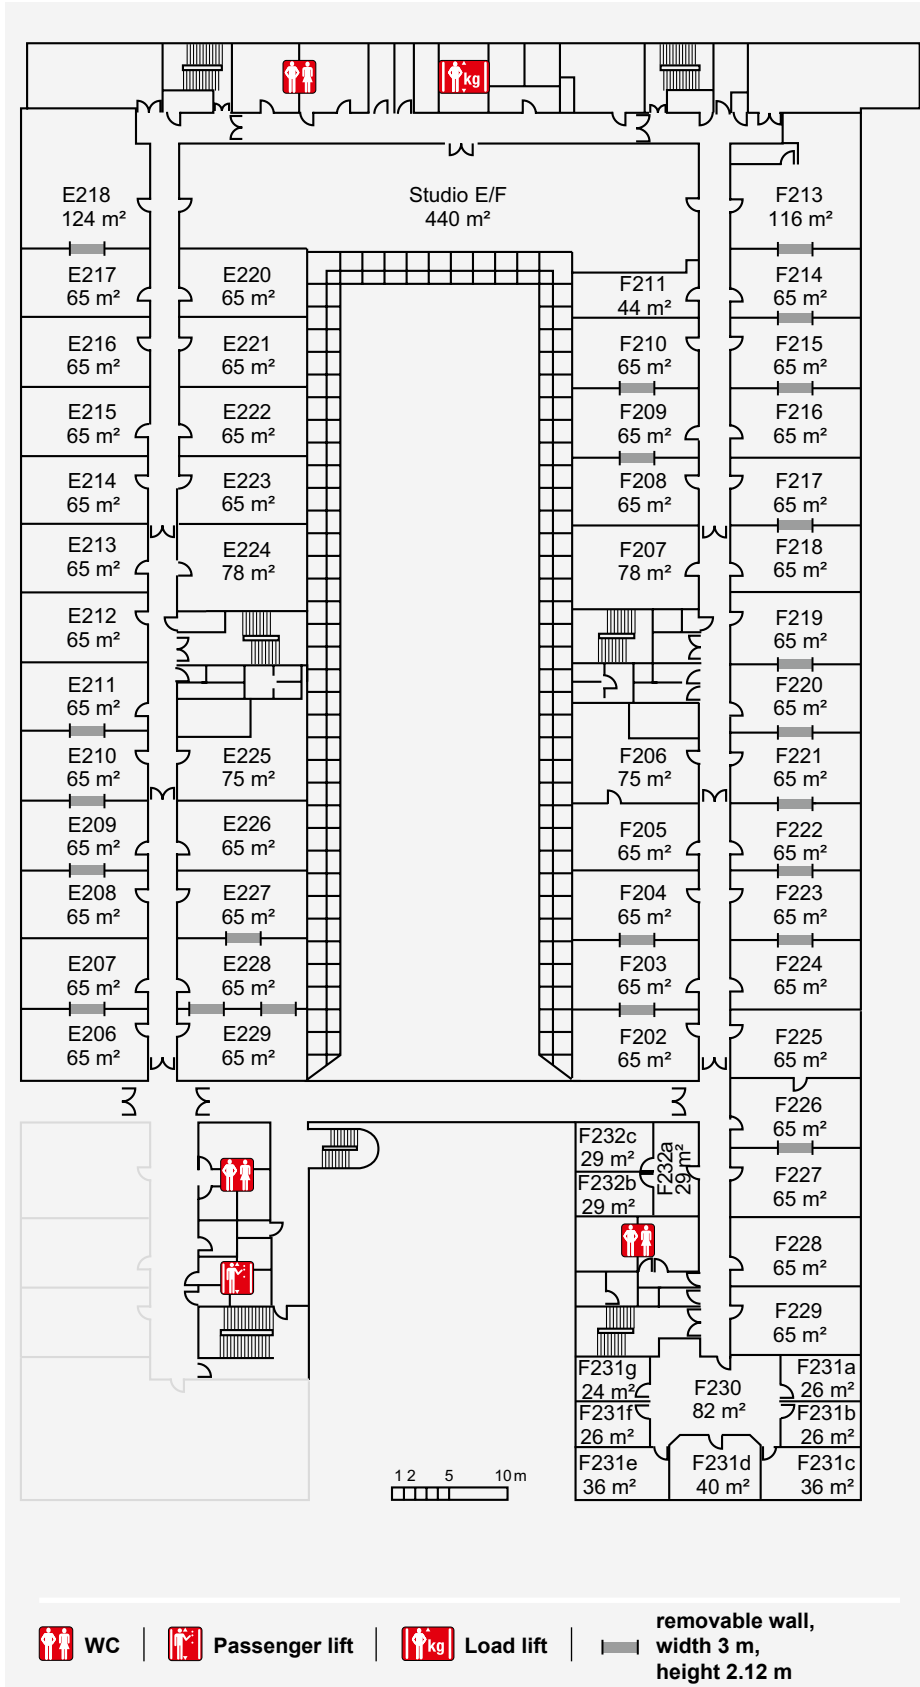 kg
E218
124 m²
Studio E/F
440 m²
F213
116 m²
E217
65 m²
E220
65 m²
F211
44 m²
F214
65 m²
E216
65 m²
E221
65 m²
F210
65 m²
F215
65 m²
E215
65 m²
E222
65 m²
F209
65 m²
F216
65 m²
E214
65 m²
E223
65 m²
F208
65 m²
F217
65 m²
E213
65 m²
E224
78 m²
F207
78 m²
F218
65 m²
E212
65 m²
F219
65 m²
E211
65 m²
F220
65 m²
E210
65 m²
E225
75 m²
F206
75 m²
F221
65 m²
E209
65 m²
E226
65 m²
F205
65 m²
F222
65 m²
E208
65 m²
E227
65 m²
F204
65 m²
F223
65 m²
E207
65 m²
E228
65 m²
F203
65 m²
F224
65 m²
E206
65 m²
E229
65 m²
F202
65 m²
F225
65 m²
F226
65 m²
F232c
29 m²
F232a
29 m²
F232b
29 m²
F227
65 m²
F228
65 m²
F229
65 m²
F231g
24 m²
F230
82 m²
F231a
26 m²
F231f
26 m²
F231b
26 m²
F231e
36 m²
F231d
40 m²
F231c
36 m²
1 2 5 10 m
WC
Passenger lift
kg
Load lift
removable wall,
width 3 m,
height 2.12 m